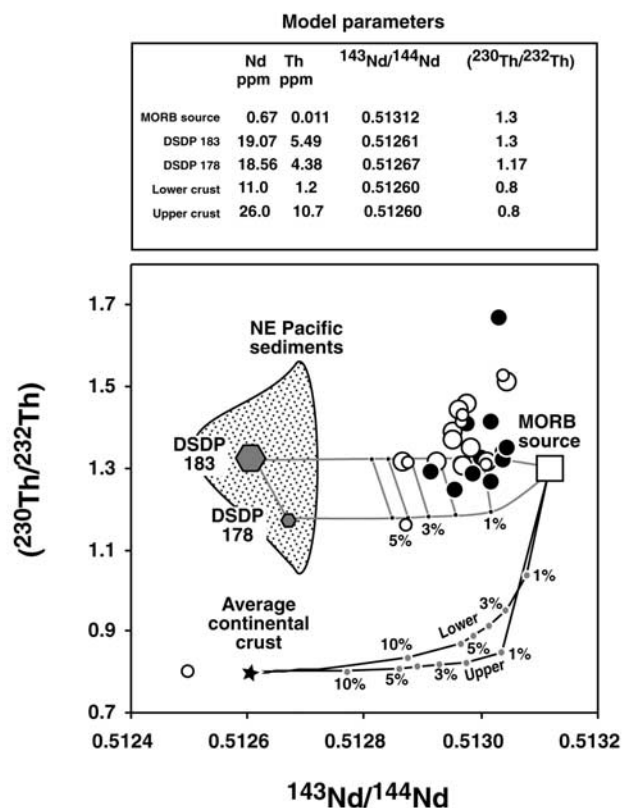 Model parameters
Nd ppm Th ppm 143Nd/144Nd (230Th/232Th)
MORB source 0.67 0.011 0.51312 1.3
DSDP 183 19.07 5.49 0.51261 1.3
DSDP 178 18.56 4.38 0.51267 1.17
Lower crust 11.0 1.2 0.51260 0.8
Upper crust 26.0 10.7 0.51260 0.8
1.7
NE Pacific
sediments
1.5
MORB
source
DSDP
183
1.3
(230Th/232Th)
DSDP
178
5% 3% 1%
1.1
Average
continental
crust
1%
3%
Lower
0.9
10% 5% 1%
Upper
10% 5% 3%
0.7
0.5124 0.5126 0.5128 0.5130 0.5132
143Nd/144Nd